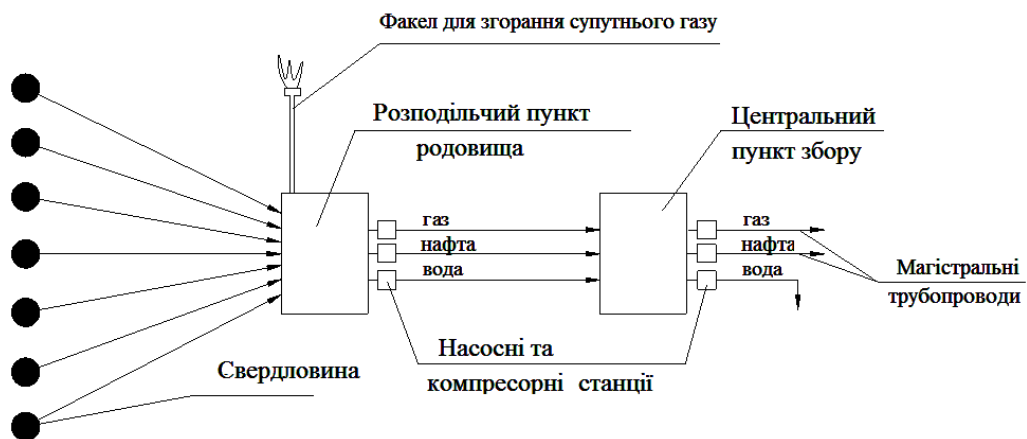 Факел для згорання супутнього газу
Розподільчий пункт
родовища
Центральний
пункт збору
газ
нафта
вода
газ
нафта
вода
Магістральні
трубопроводи
Насосні та
компресорні станції
Свердловина